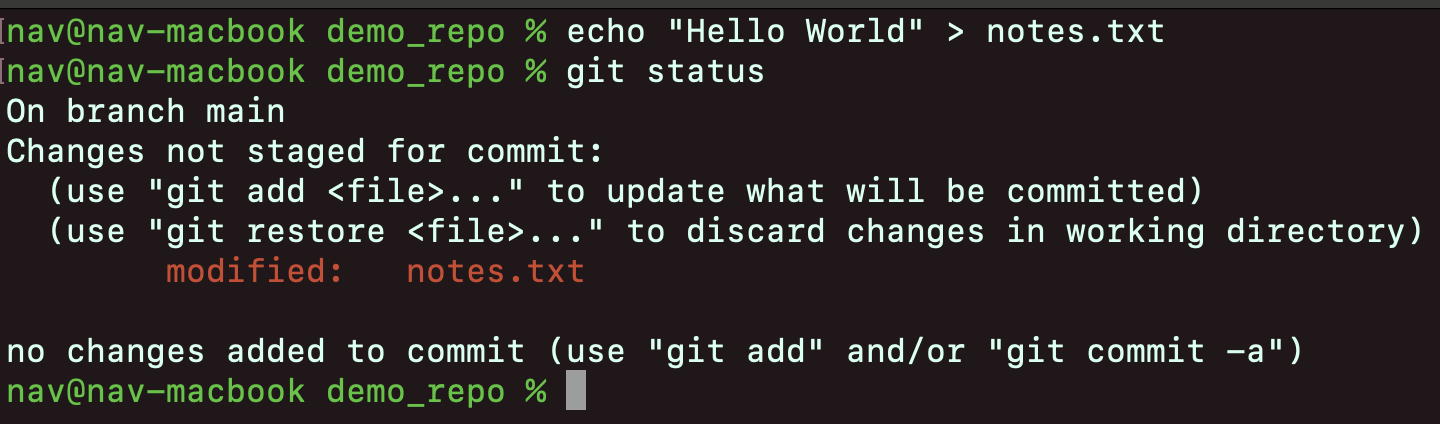 nav@nav-macbook demo_repo % echo "Hello World" > notes.txt
nav@nav-macbook demo_repo % git status
On branch main
Changes not staged for commit:
  (use "git add <file>..." to update what will be committed)
  (use "git restore <file>..." to discard changes in working directory)
        modified:   notes.txt

no changes added to commit (use "git add" and/or "git commit -a")
nav@nav-macbook demo_repo %